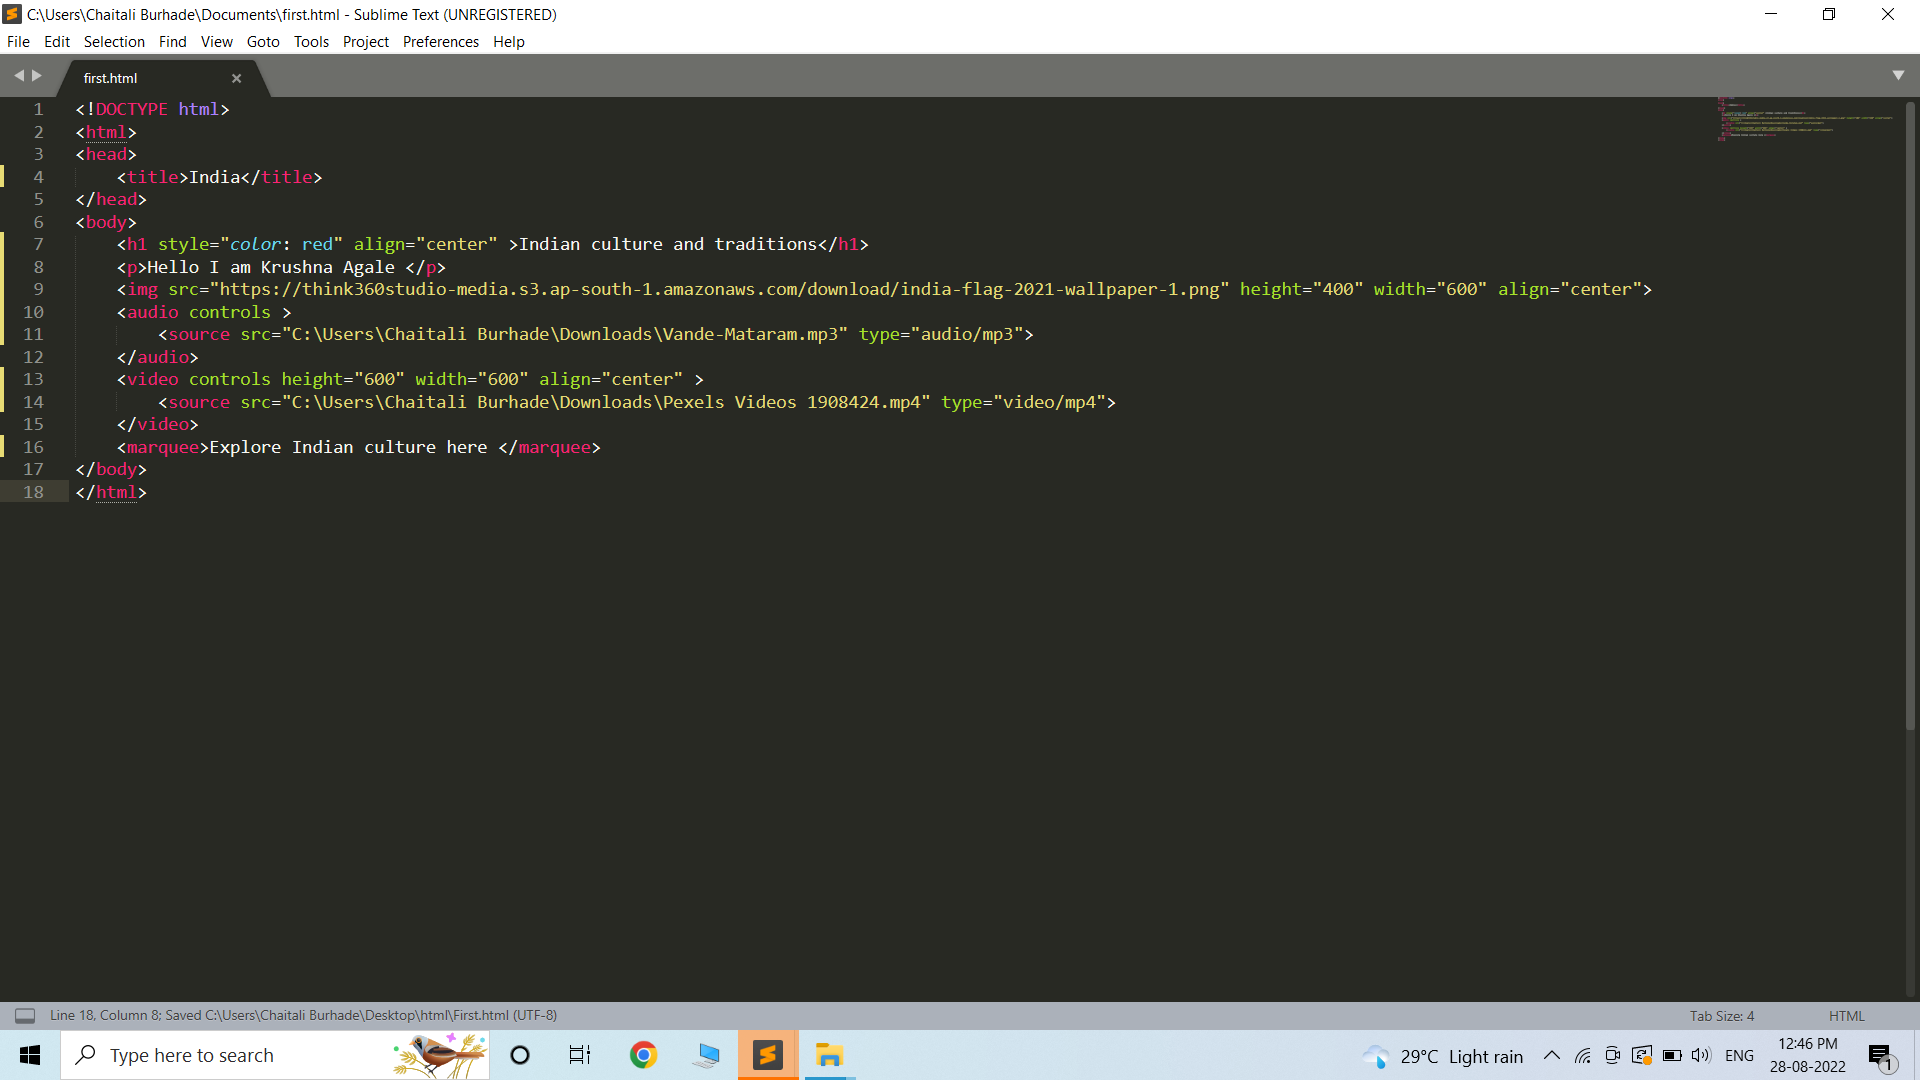 C:\Users\Chaitali Burhade\Documents\first.html - Sublime Text (UNREGISTERED)
File Edit Selection Find View Goto Tools Project Preferences Help
first.html
1 <!DOCTYPE html>
2 <html>
3 <head>
4 <title>India</title>
5 </head>
6 <body>
7 <h1 style="color: red" align="center" >Indian culture and traditions</h1>
8 <p>Hello I am Krushna Agale </p>
9 <img src="https://think360studio-media.s3.ap-south-1.amazonaws.com/download/india-flag-2021-wallpaper-1.png" height="400" width="600" align="center">
10 <audio controls >
11 <source src="C:\Users\Chaitali Burhade\Downloads\Vande-Mataram.mp3" type="audio/mp3">
12 </audio>
13 <video controls height="600" width="600" align="center" >
14 <source src="C:\Users\Chaitali Burhade\Downloads\Pexels Videos 1908424.mp4" type="video/mp4">
15 </video>
16 <marquee>Explore Indian culture here </marquee>
17 </body>
18 </html>
Line 18, Column 8; Saved C:\Users\Chaitali Burhade\Desktop\html\First.html (UTF-8) Tab Size: 4 HTML
Type here to search 29°C Light rain ENG 12:46 PM
28-08-2022
1